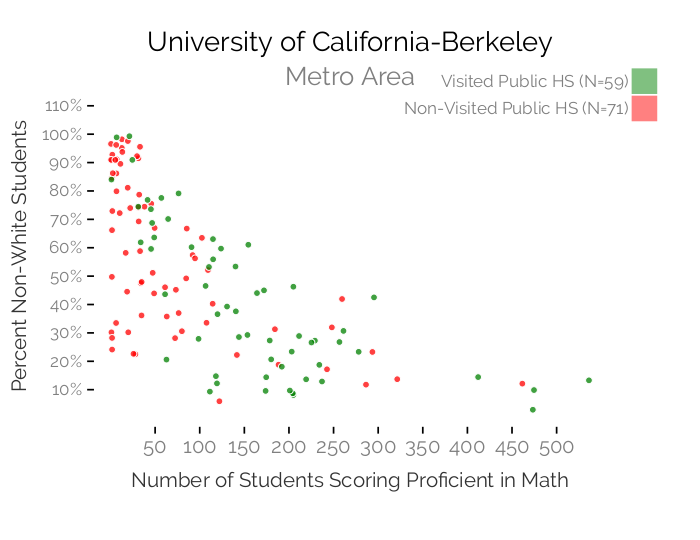 University of California-Berkeley
Metro Area
Visited Public HS (N=59)
Non-Visited Public HS (N=71)
Percent Non-White Students
110%
100%
90%
80%
70%
60%
50%
40%
30%
20%
10%
50 100 150 200 250 300 350 400 450 500
Number of Students Scoring Proficient in Math